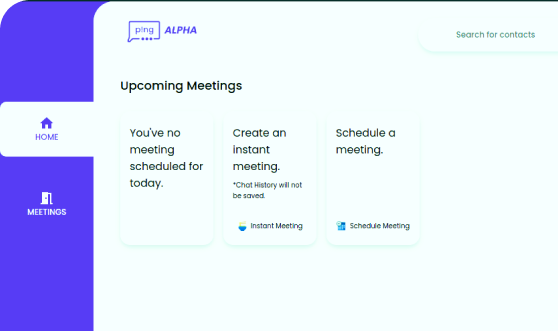 ping ALPHA
Search for contacts
Upcoming Meetings
HOME
MEETINGS
You've no
meeting
scheduled for
today.
Create an
instant
meeting.
*Chat History will not
be saved.
Instant Meeting
Schedule a
meeting.
Schedule Meeting